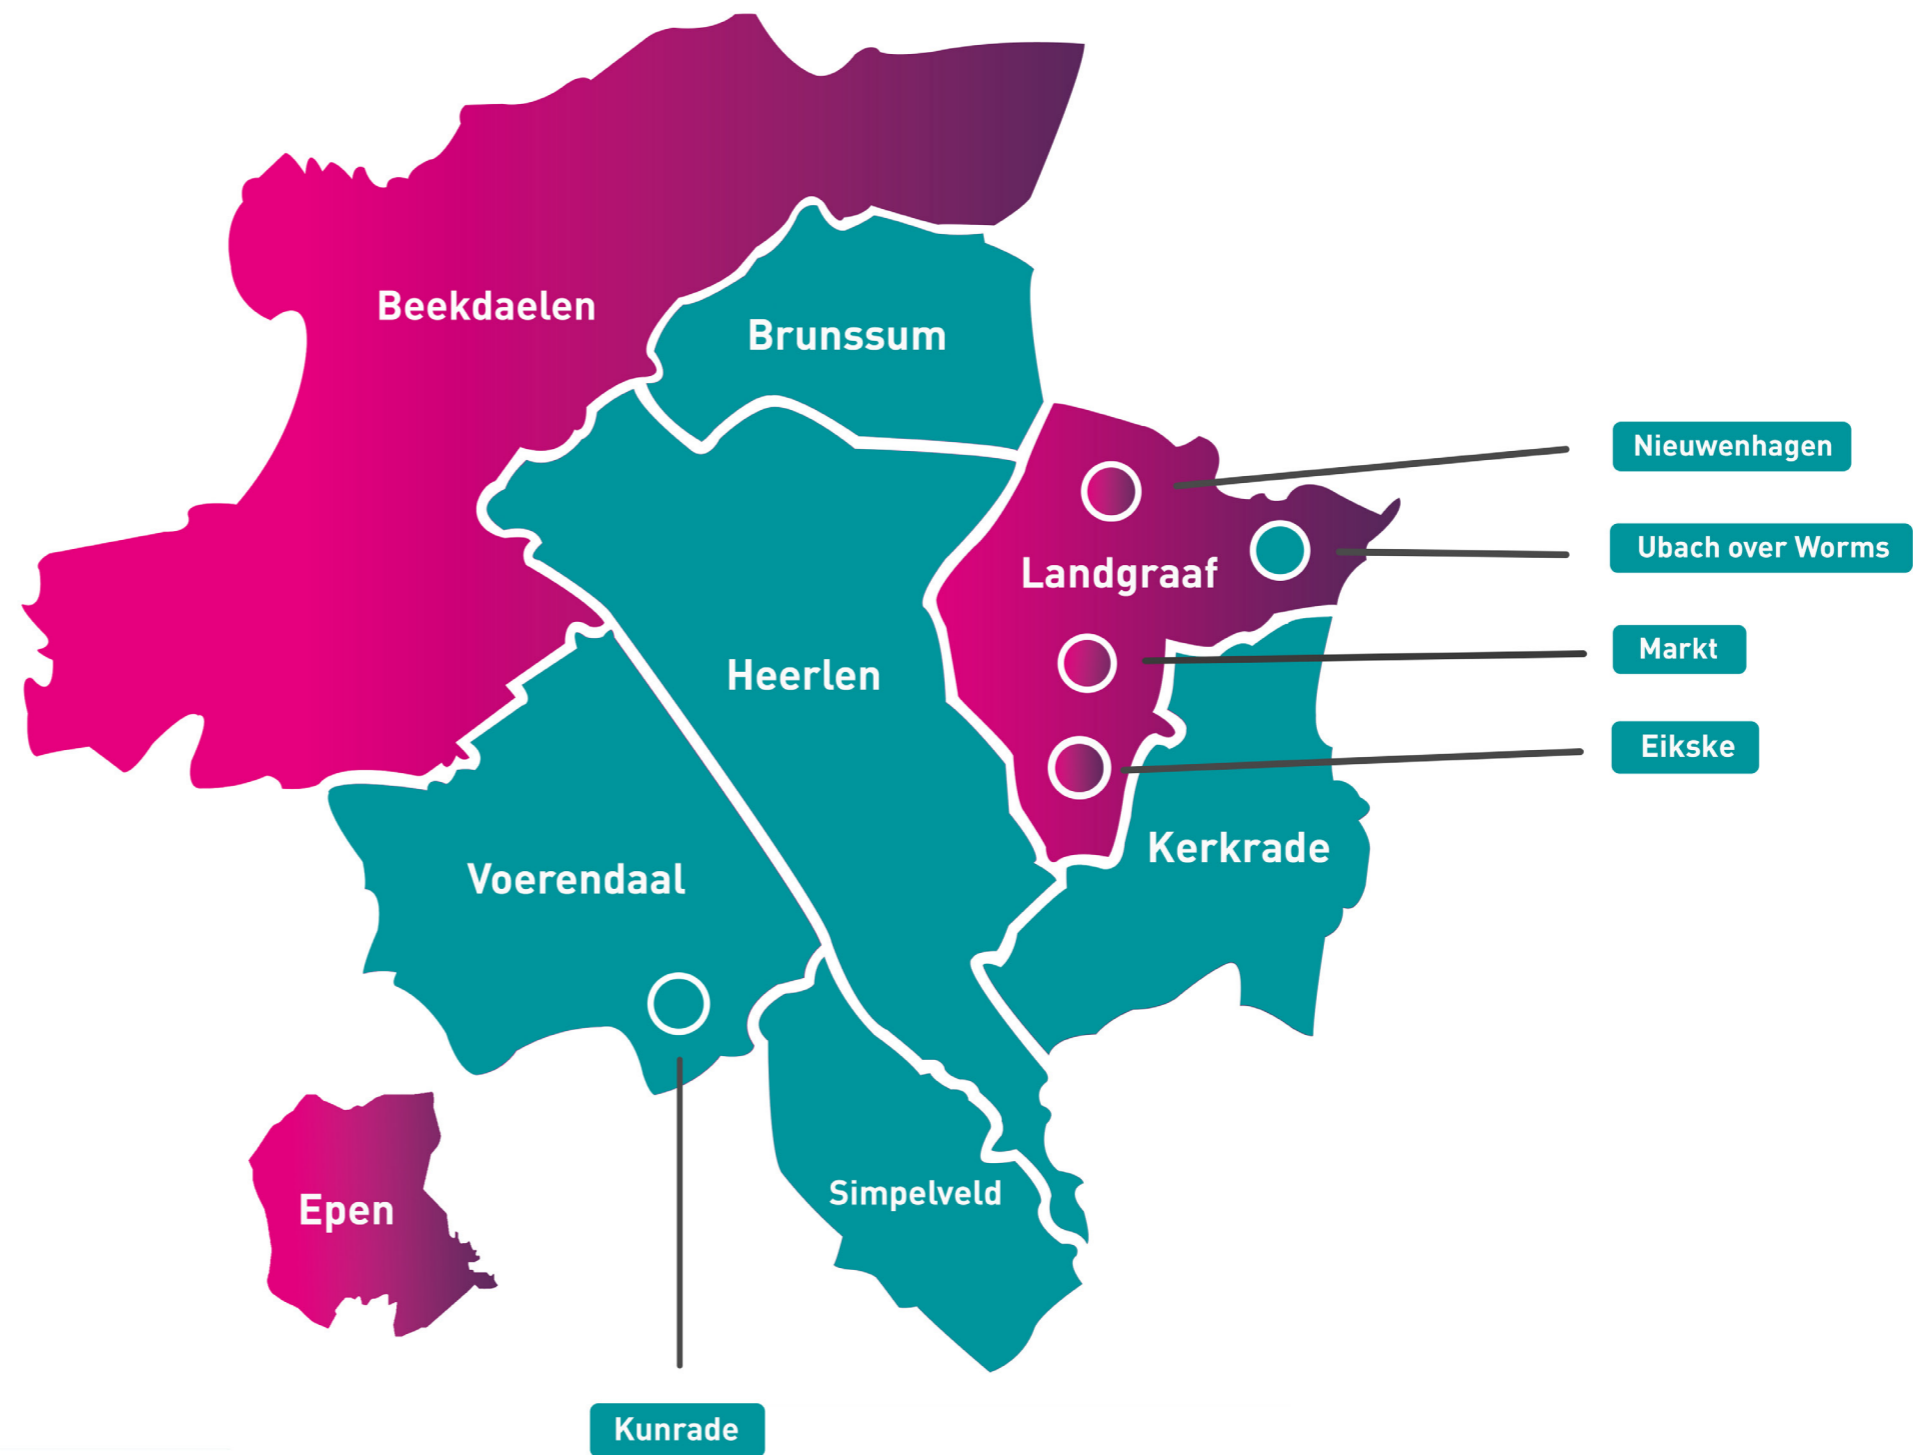 Beekdaelen
Brunssum
Nieuwenhagen
Ubach over Worms
Landgraaf
Markt
Heerlen
Eikske
Kerkrade
Voerendaal
Simpelveld
Epen
Kunrade